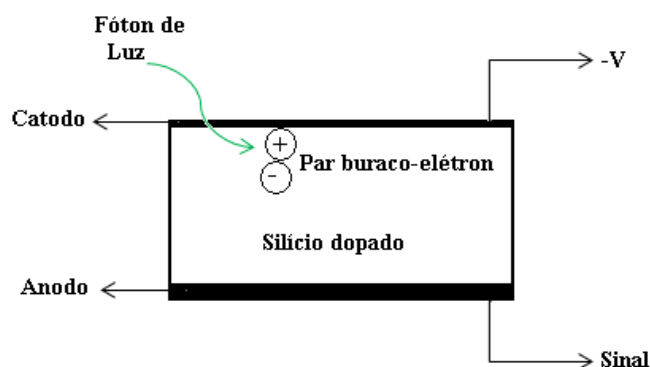 Fóton de
Luz
-V
Catodo
+
Par buraco-elétron
-
Silício dopado
Anodo
Sinal